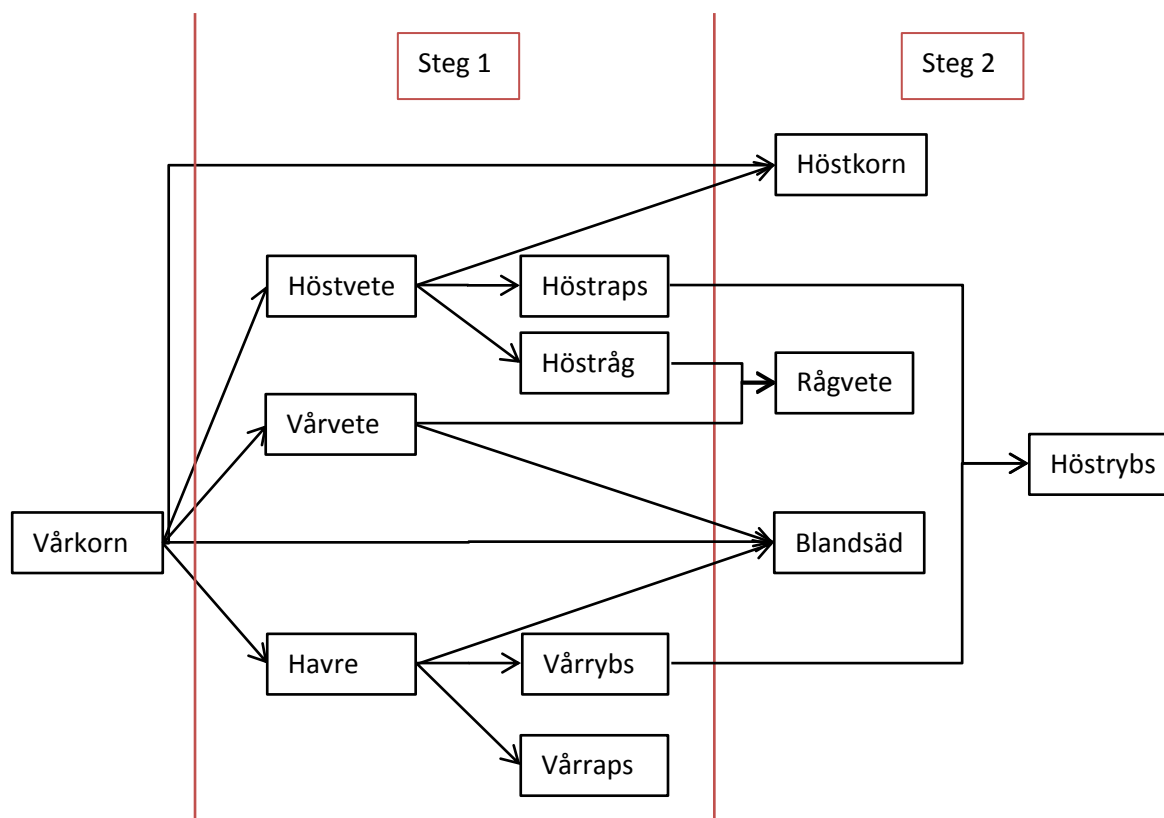 Steg 1
Steg 2
Höstkorn
Höstvete
Höstraps
Höstråg
Rågvete
Vårvete
Höstrybs
Vårkorn
Blandsäd
Havre
Vårrybs
Vårraps